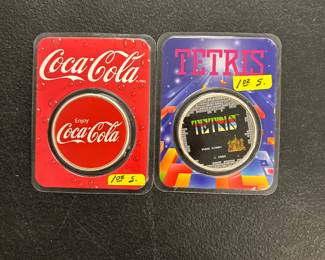 Coca-Cola
Enjoy
Coca-Cola
1oz S.
TETRIS
1oz S.
TETRIS